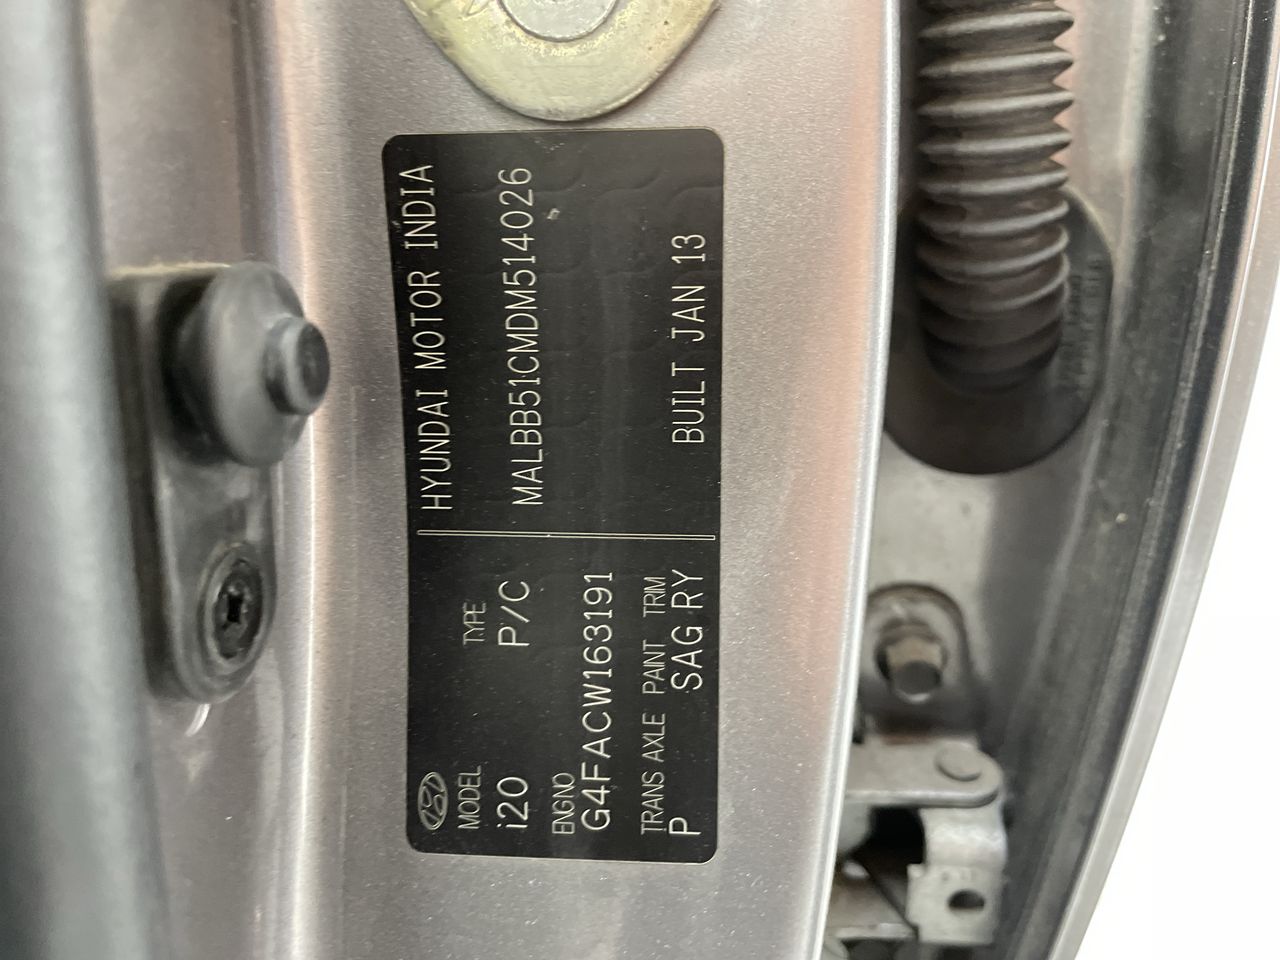 HYUNDAI MOTOR INDIA
MODEL TYPE
i20 P/C
MALBB51CMDM514026
ENGNO
G4FACW163191
TRANS AXLE PAINT TRIM
P SAG RY
BUILT JAN 13